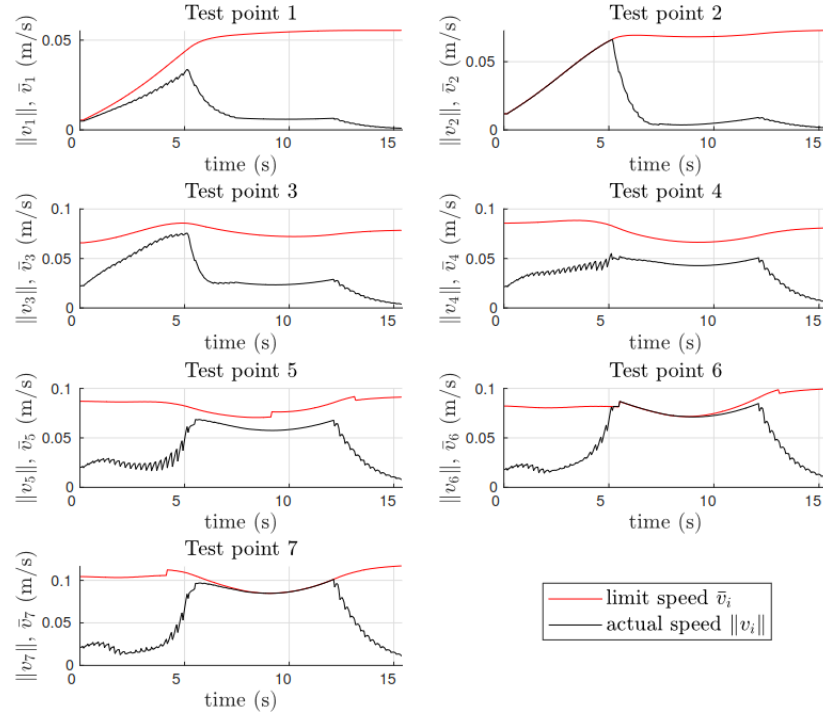 Test point 1
‖v₁‖, v̄₁ (m/s)
0.05
0
0 5 10 15
time (s)
Test point 2
‖v₂‖, v̄₂ (m/s)
0.05
0
0 5 10 15
time (s)
Test point 3
‖v₃‖, v̄₃ (m/s)
0.1
0.05
0
0 5 10 15
time (s)
Test point 4
‖v₄‖, v̄₄ (m/s)
0.1
0.05
0
0 5 10 15
time (s)
Test point 5
‖v₅‖, v̄₅ (m/s)
0.1
0.05
0
0 5 10 15
time (s)
Test point 6
‖v₆‖, v̄₆ (m/s)
0.1
0.05
0
0 5 10 15
time (s)
Test point 7
‖v₇‖, v̄₇ (m/s)
0.1
0.05
0
0 5 10 15
time (s)
limit speed v̄ᵢ
actual speed ‖vᵢ‖